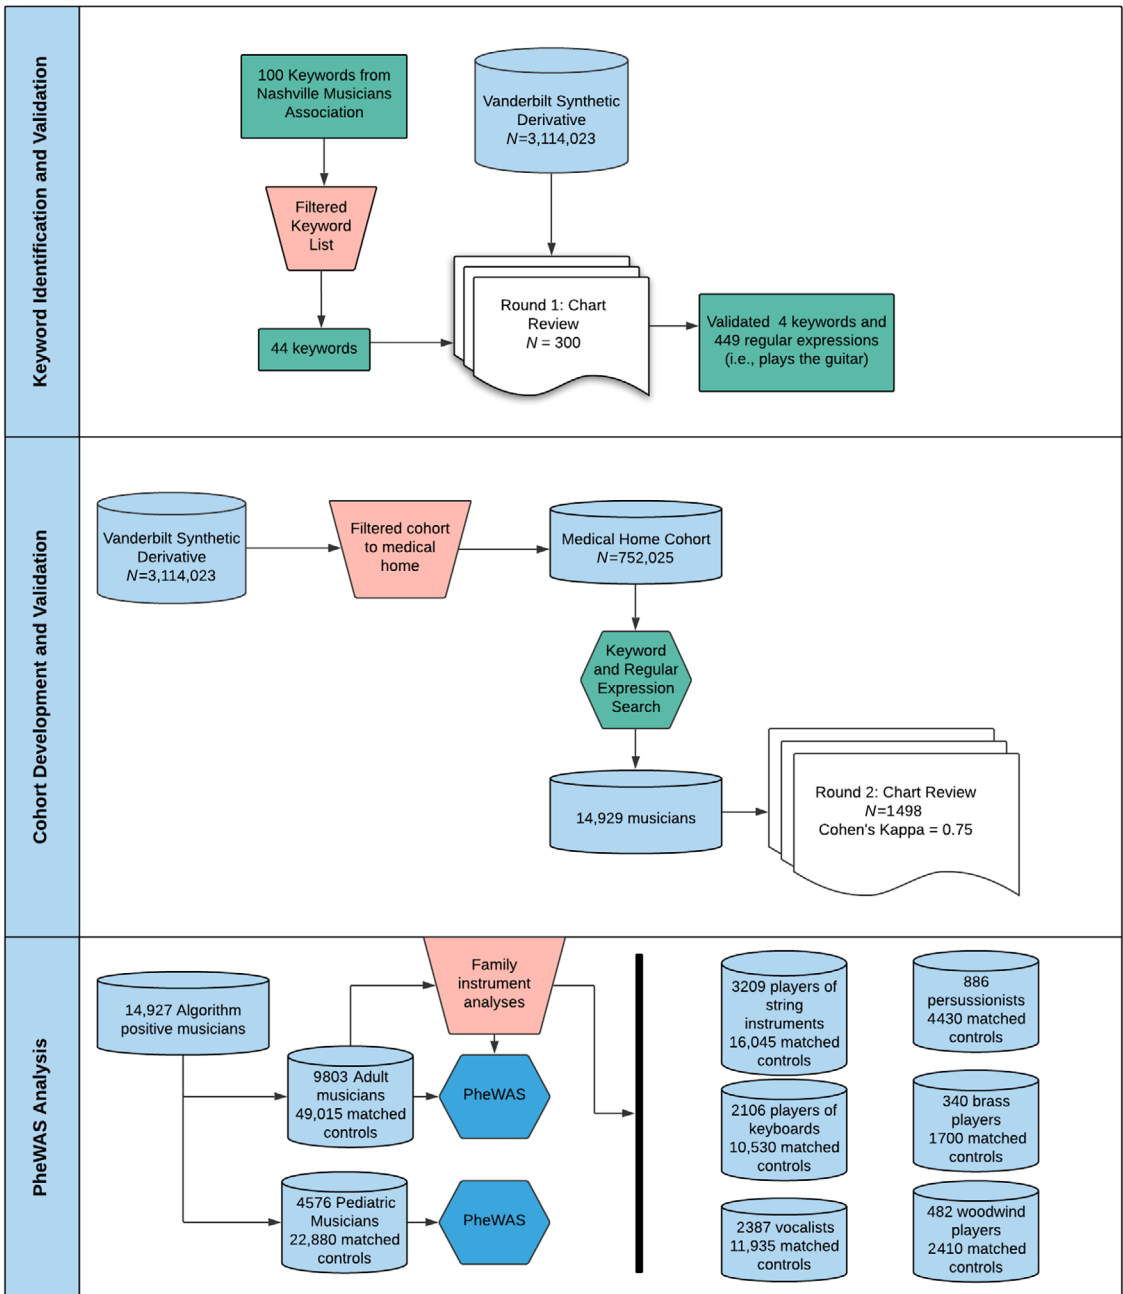 Keyword Identification and Validation
100 Keywords from
Nashville Musicians
Association
Vanderbilt Synthetic
Derivative
N=3,114,023
Filtered
Keyword
List
44 keywords
Round 1: Chart
Review
N = 300
Validated 4 keywords and
449 regular expressions
(i.e., plays the guitar)
Cohort Development and Validation
Vanderbilt Synthetic
Derivative
N=3,114,023
Filtered cohort
to medical
home
Medical Home Cohort
N=752,025
Keyword
and Regular
Expression
Search
14,929 musicians
Round 2: Chart Review
N=1498
Cohen's Kappa = 0.75
PheWAS Analysis
14,927 Algorithm
positive musicians
Family
instrument
analyses
9803 Adult
musicians
49,015 matched
controls
PheWAS
4576 Pediatric
Musicians
22,880 matched
controls
PheWAS
3209 players of
string
instruments
16,045 matched
controls
886
persussionists
4430 matched
controls
2106 players of
keyboards
10,530 matched
controls
340 brass
players
1700 matched
controls
2387 vocalists
11,935 matched
controls
482 woodwind
players
2410 matched
controls